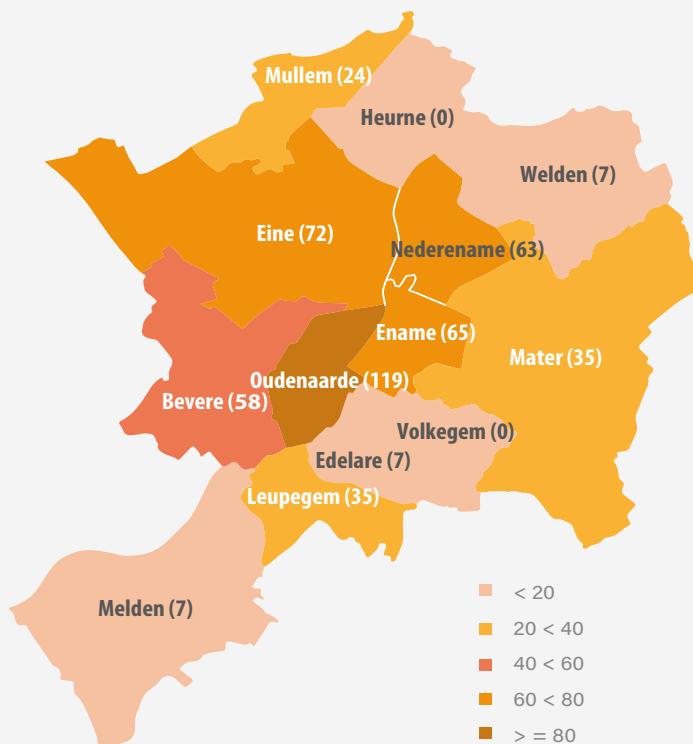 Mullem (24)
Heurne (0)
Welden (7)
Eine (72)
Nederename (63)
Ename (65)
Mater (35)
Oudenaarde (119)
Bevere (58)
Volkegem (0)
Edelare (7)
Leupegem (35)
Melden (7)
< 20
20 < 40
40 < 60
60 < 80
> = 80